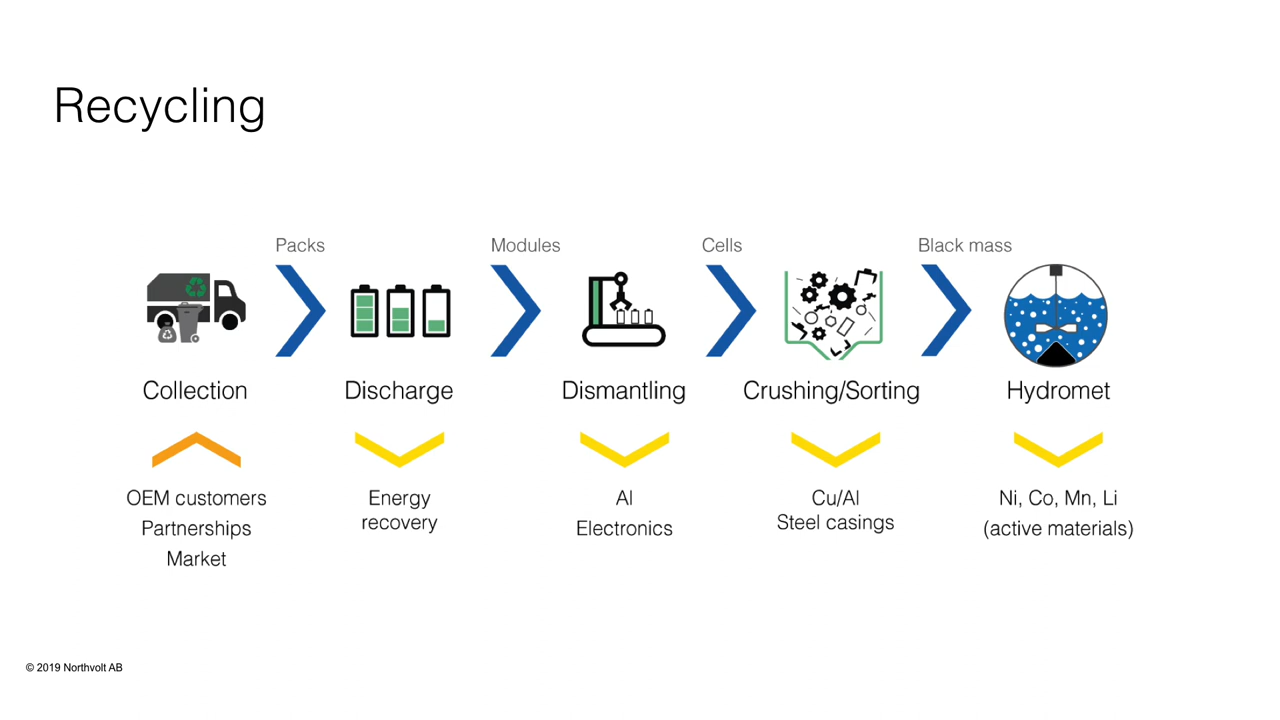 Recycling
Packs
Modules
Cells
Black mass
Collection
Discharge
Dismantling
Crushing/Sorting
Hydromet
OEM customers
Partnerships
Market
Energy
recovery
Al
Electronics
Cu/Al
Steel casings
Ni, Co, Mn, Li
(active materials)
© 2019 Northvolt AB